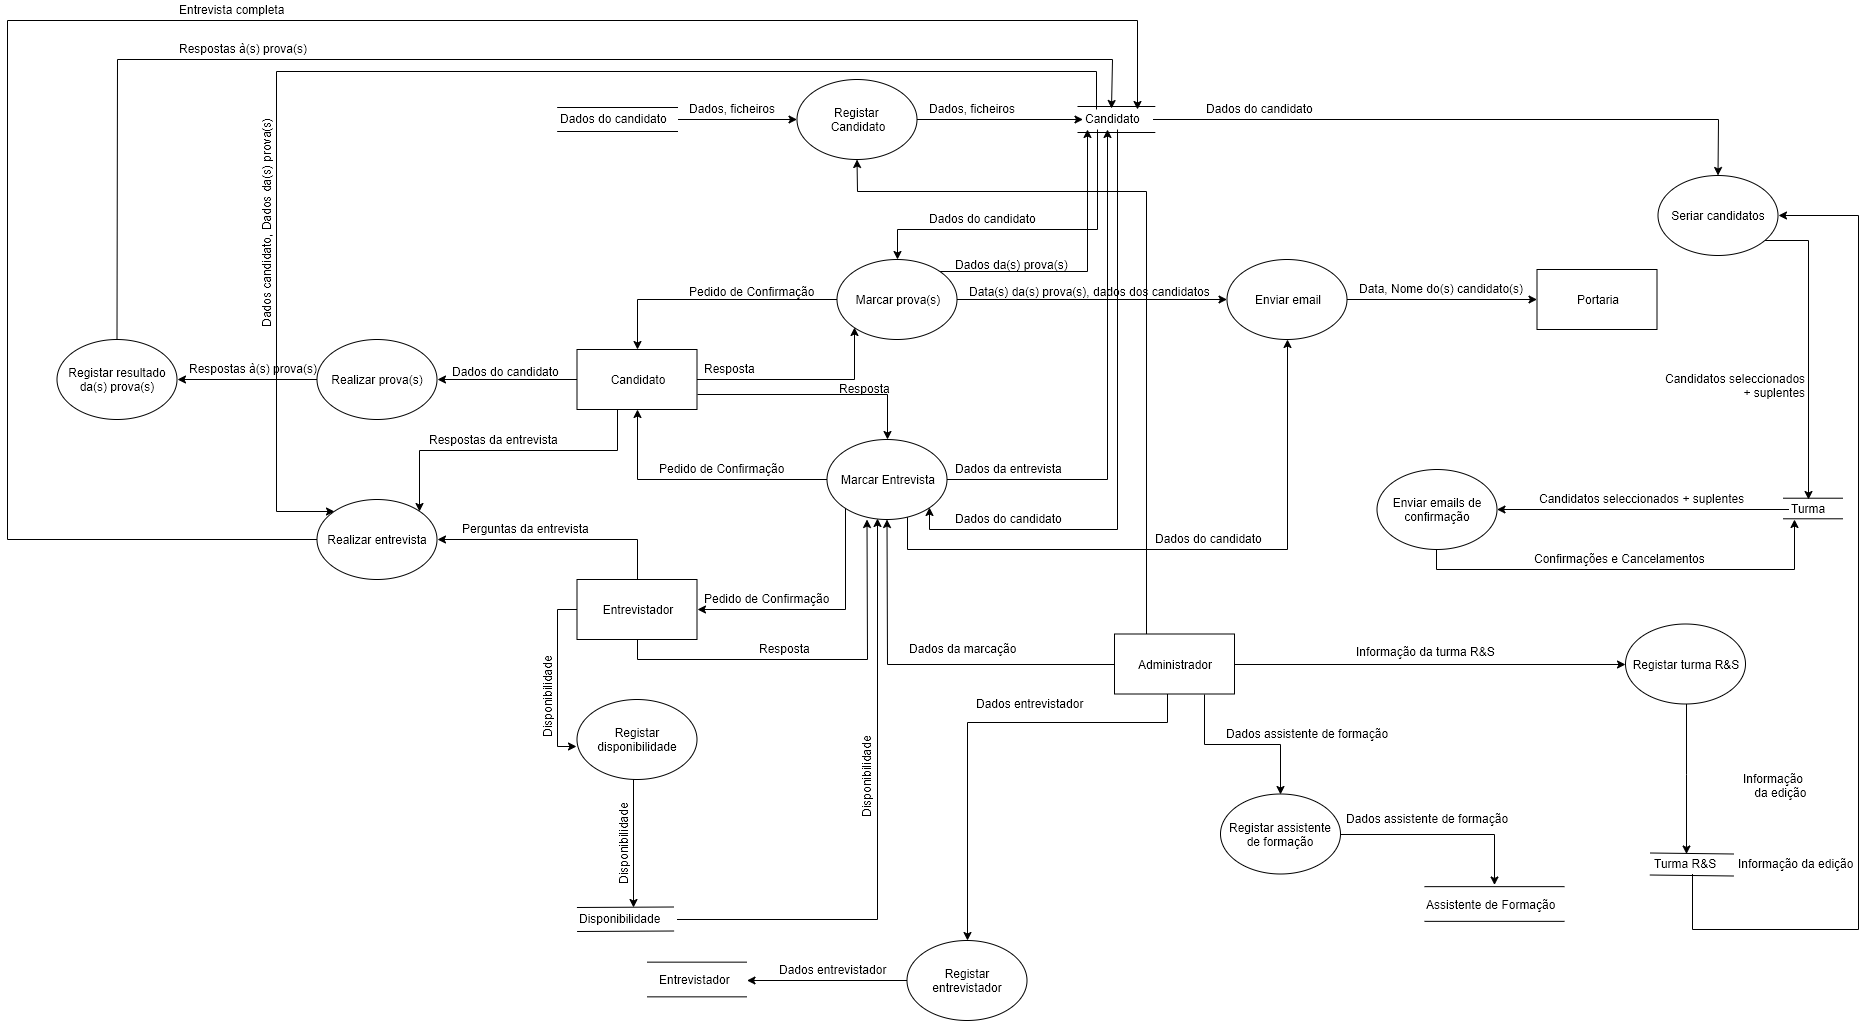 Entrevista completa
Respostas à(s) prova(s)
Dados candidato, Dados da(s) prova(s)
Dados do candidato
Dados, ficheiros
Registar
Candidato
Dados, ficheiros
Candidato
Dados do candidato
Seriar candidatos
Dados do candidato
Dados da(s) prova(s)
Pedido de Confirmação
Marcar prova(s)
Data(s) da(s) prova(s), dados dos candidatos
Enviar email
Data, Nome do(s) candidato(s)
Portaria
Registar resultado
da(s) prova(s)
Respostas à(s) prova(s)
Realizar prova(s)
Dados do candidato
Candidato
Resposta
Resposta
Candidatos seleccionados
+ suplentes
Respostas da entrevista
Pedido de Confirmação
Marcar Entrevista
Dados da entrevista
Dados do candidato
Dados do candidato
Enviar emails de
confirmação
Candidatos seleccionados + suplentes
Turma
Confirmações e Cancelamentos
Realizar entrevista
Perguntas da entrevista
Entrevistador
Pedido de Confirmação
Resposta
Disponibilidade
Dados da marcação
Administrador
Informação da turma R&S
Registar turma R&S
Dados entrevistador
Dados assistente de formação
Registar
disponibilidade
Disponibilidade
Disponibilidade
Informação
da edição
Registar assistente
de formação
Dados assistente de formação
Turma R&S
Informação da edição
Assistente de Formação
Disponibilidade
Entrevistador
Dados entrevistador
Registar
entrevistador